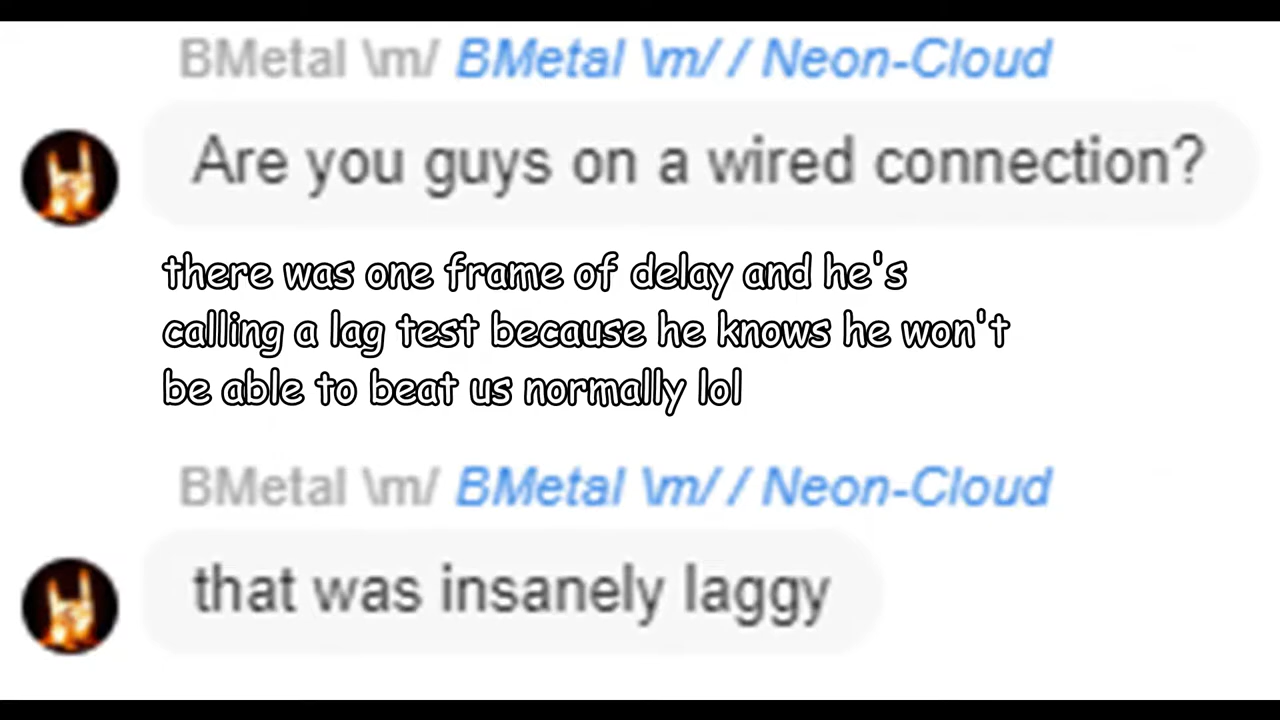 BMetal \m/ BMetal \m/ / Neon-Cloud
Are you guys on a wired connection?
there was one frame of delay and he's
calling a lag test because he knows he won't
be able to beat us normally lol
BMetal \m/ BMetal \m/ / Neon-Cloud
that was insanely laggy